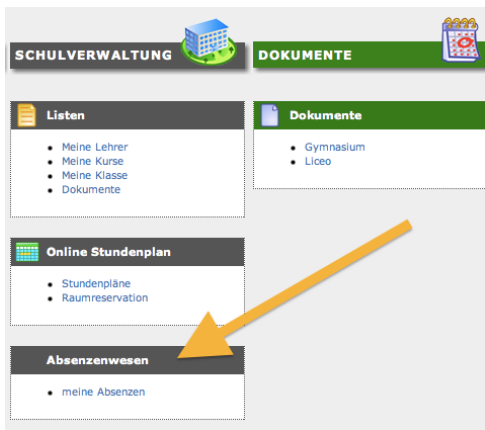 SCHULVERWALTUNG
Listen
Meine Lehrer
Meine Kurse
Meine Klasse
Dokumente
Online Stundenplan
Stundenpläne
Raumreservation
Absenzenwesen
meine Absenzen
DOKUMENTE
Dokumente
Gymnasium
Liceo